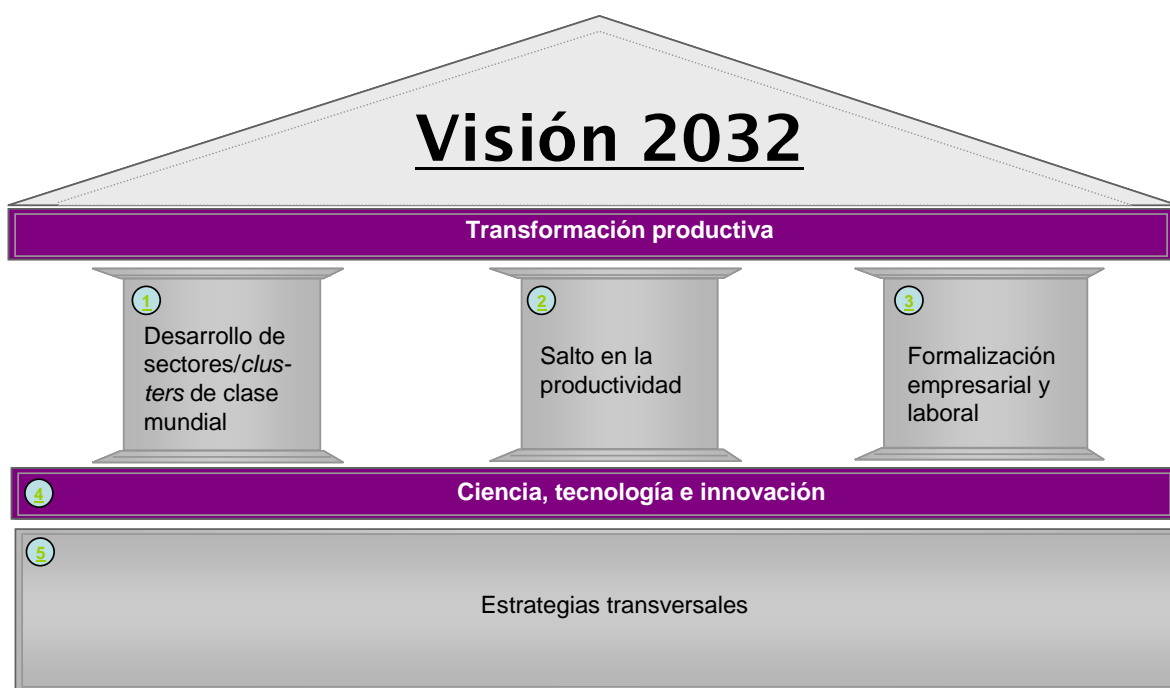 Visión 2032
Transformación productiva
1
Desarrollo de
sectores/clus-
ters de clase
mundial
2
Salto en la
productividad
3
Formalización
empresarial y
laboral
4
Ciencia, tecnología e innovación
5
Estrategias transversales